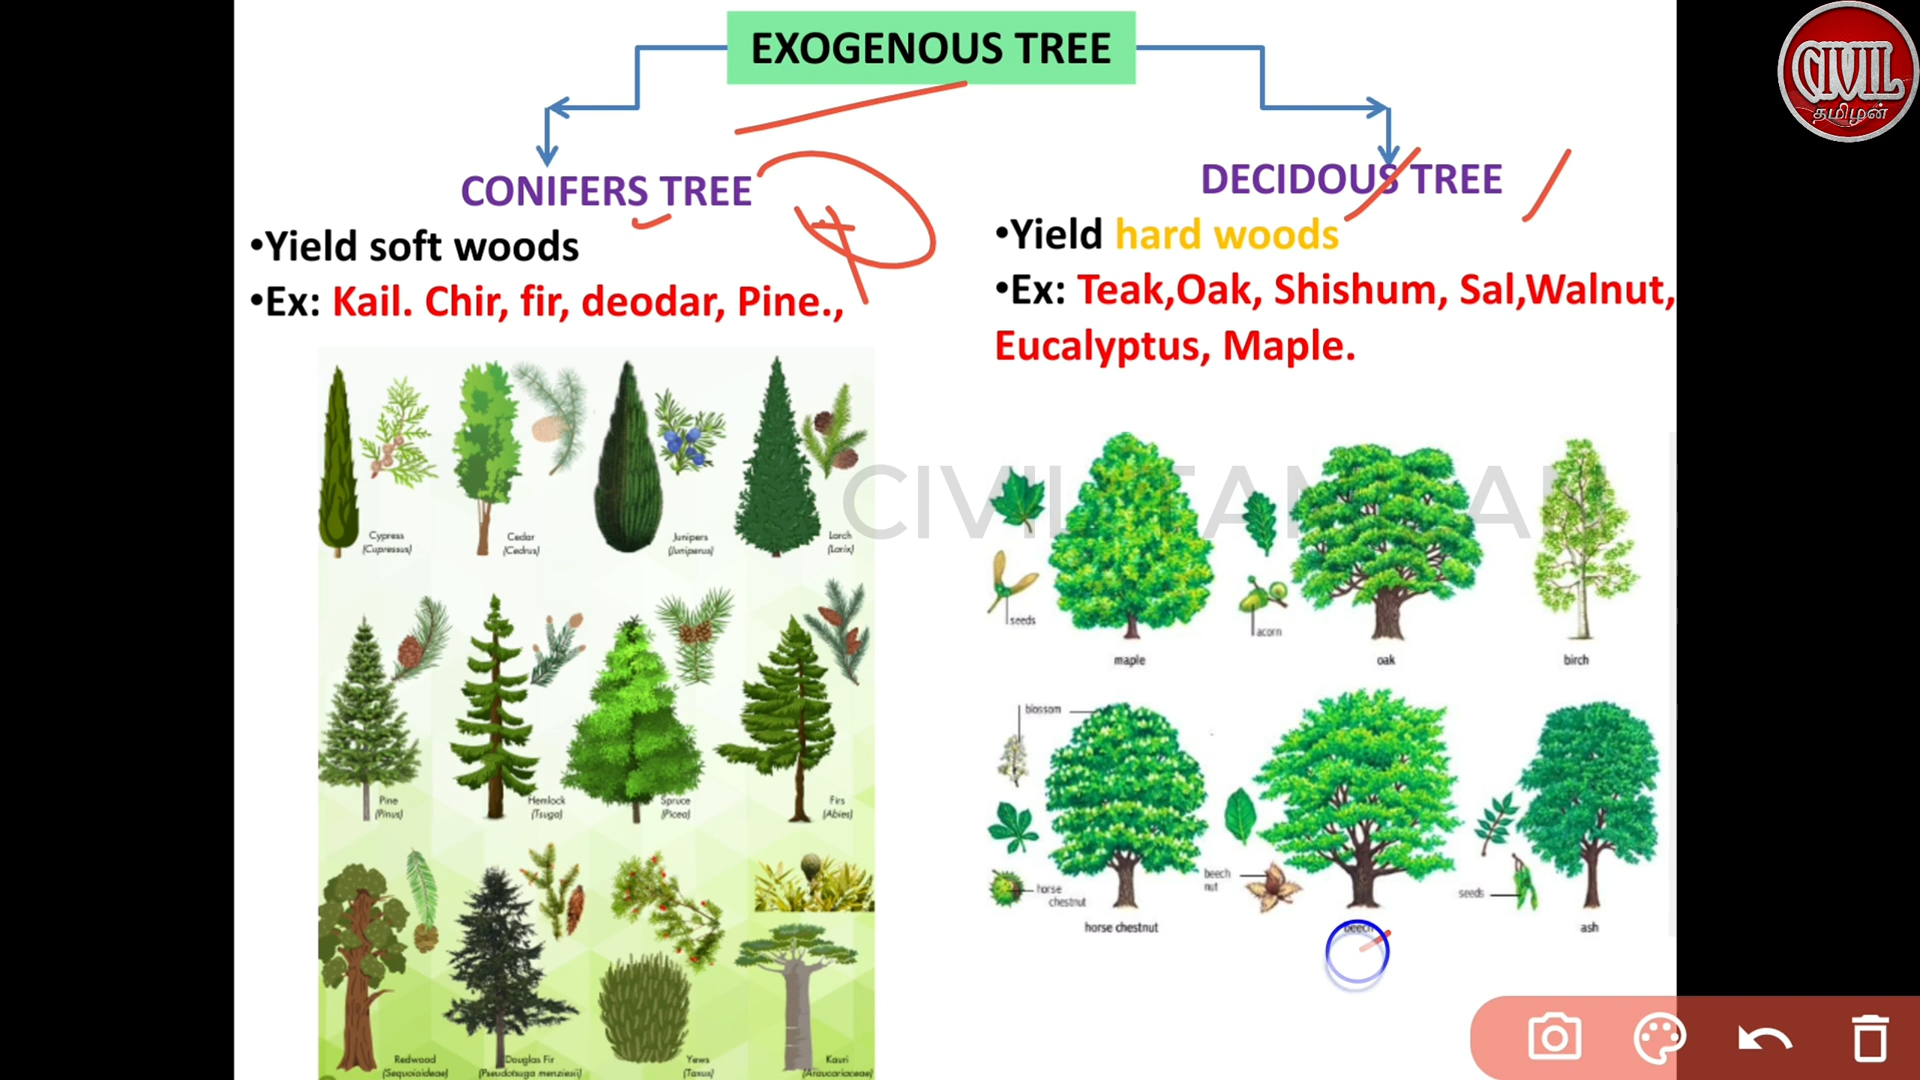 EXOGENOUS TREE
CIVIL
தமிழன்
CONIFERS TREE
•Yield soft woods
•Ex: Kail. Chir, fir, deodar, Pine.,
DECIDOUS TREE
•Yield hard woods
•Ex: Teak,Oak, Shishum, Sal,Walnut,
Eucalyptus, Maple.
Cypress
(Cupressus)
Cedar
(Cedrus)
Junipers
(Juniperus)
Larch
(Larix)
Pine
(Pinus)
Hemlock
(Tsuga)
Spruce
(Picea)
Firs
(Abies)
Redwood
(Sequoioideae)
Douglas Fir
(Pseudotsuga menziesii)
Yews
(Taxus)
Kauri
(Araucariaceae)
seeds
maple
acorn
oak
birch
blossom
horse
chestnut
horse chestnut
beech
nut
beech
seeds
ash